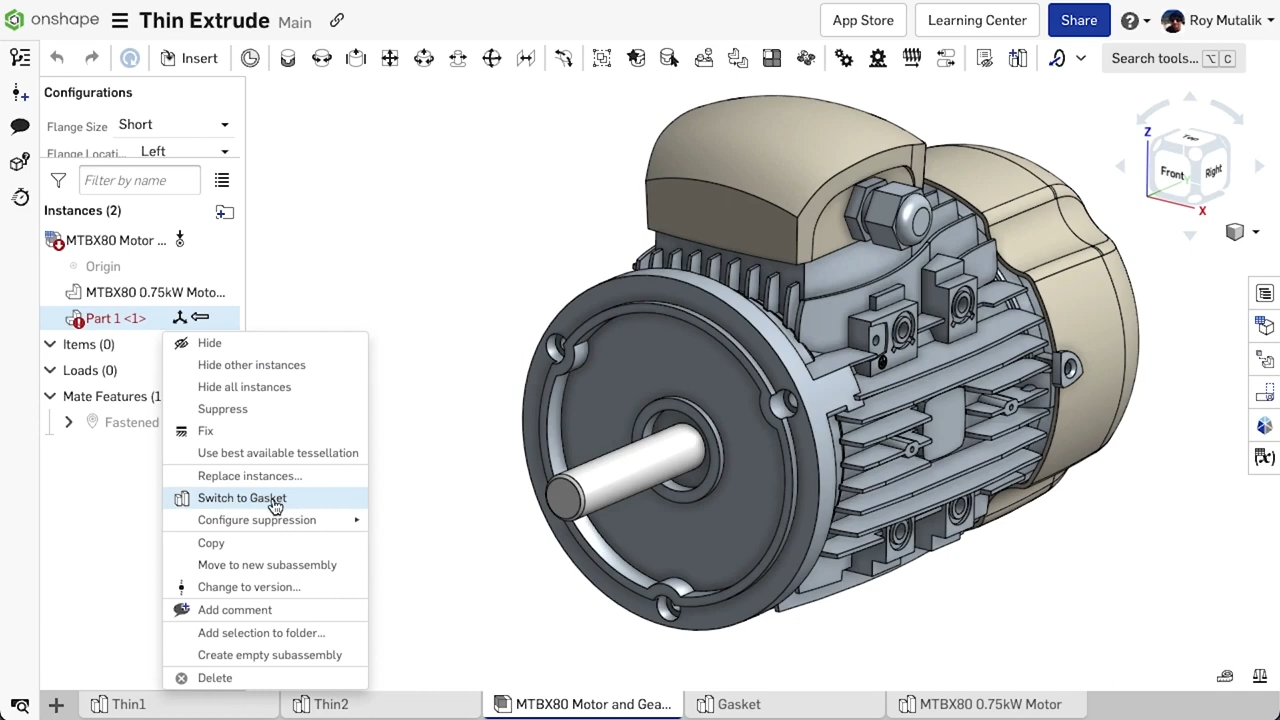 onshape
Thin Extrude Main
App Store
Learning Center
Share
Roy Mutalik
Insert
Search tools... ⌥ C
Configurations
Flange Size Short
Flange Locati... Left
Filter by name
Instances (2)
MTBX80 Motor ...
Origin
MTBX80 0.75kW Moto...
Part 1 <1>
Items (0)
Loads (0)
Mate Features (1
Fastened
Hide
Hide other instances
Hide all instances
Suppress
Fix
Use best available tessellation
Replace instances...
Switch to Gasket
Configure suppression
Copy
Move to new subassembly
Change to version...
Add comment
Add selection to folder...
Create empty subassembly
Delete
Top
Front
Right
Z
Y
X
Thin1
Thin2
MTBX80 Motor and Gea...
Gasket
MTBX80 0.75kW Motor